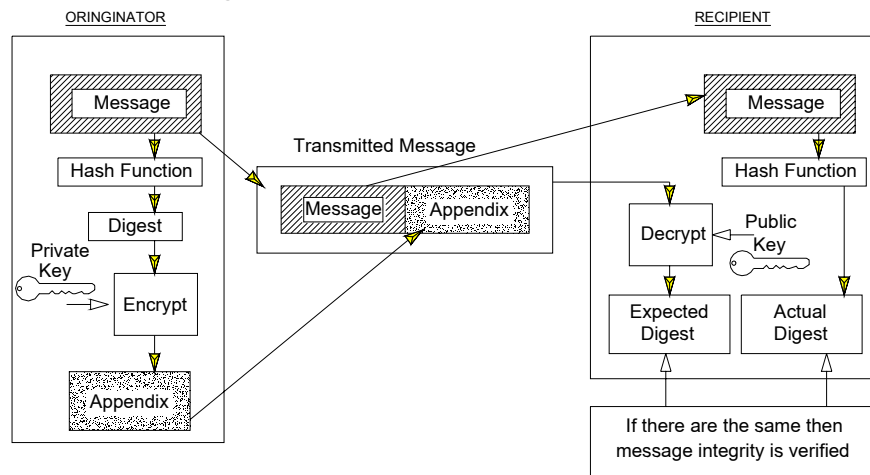 ORINGINATOR
Message
Hash Function
Digest
Private
Key
Encrypt
Appendix
Transmitted Message
Message
Appendix
RECIPIENT
Message
Hash Function
Decrypt
Public
Key
Expected
Digest
Actual
Digest
If there are the same then
message integrity is verified